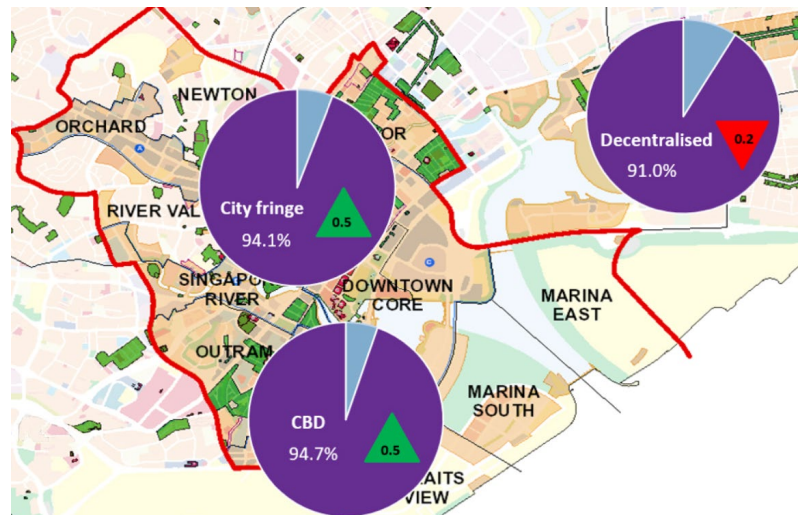 NEWTON
ORCHARD
OR
Decentralised
91.0%
0.2
City fringe
94.1%
0.5
RIVER VAL
SINGAPO
RIVER
DOWNTOWN
CORE
MARINA
EAST
OUTRAM
MARINA
SOUTH
CBD
94.7%
0.5
AITS
VIEW